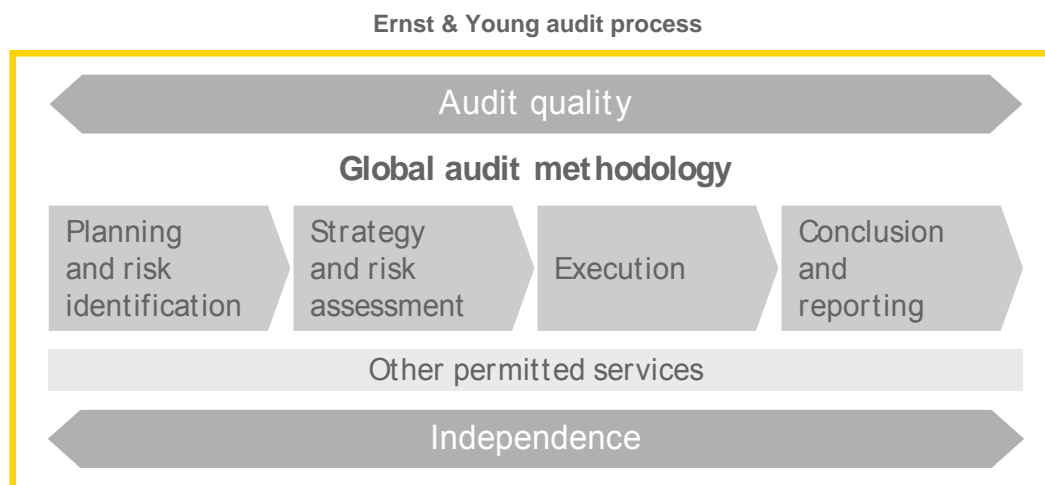 Ernst & Young audit process
Audit quality
Global audit methodology
Planning
and risk
identification
Strategy
and risk
assessment
Execution
Conclusion
and
reporting
Other permitted services
Independence